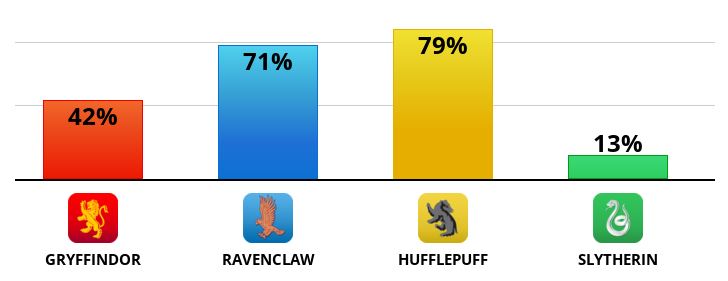 42%
71%
79%
13%
GRYFFINDOR
RAVENCLAW
HUFFLEPUFF
SLYTHERIN